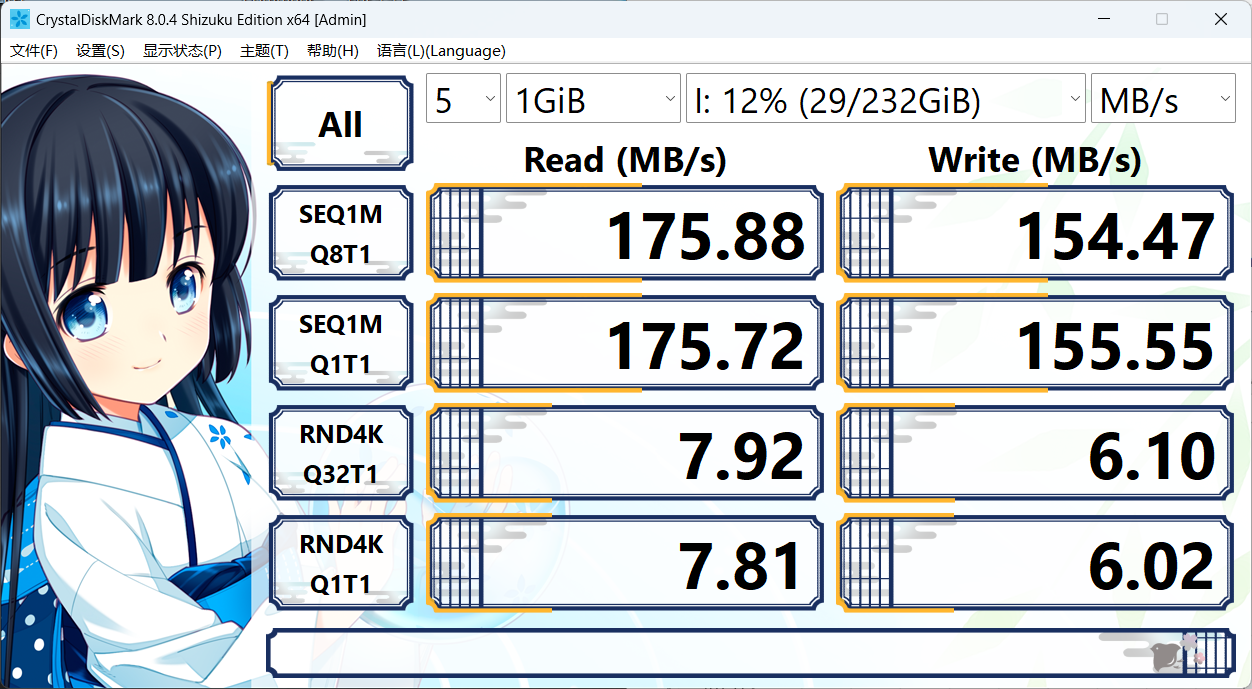 CrystalDiskMark 8.0.4 Shizuku Edition x64 [Admin]
文件(F) 设置(S) 显示状态(P) 主题(T) 帮助(H) 语言(L)(Language)
All 5 1GiB I: 12% (29/232GiB) MB/s
Read (MB/s) Write (MB/s)
SEQ1M
Q8T1 175.88 154.47
SEQ1M
Q1T1 175.72 155.55
RND4K
Q32T1 7.92 6.10
RND4K
Q1T1 7.81 6.02